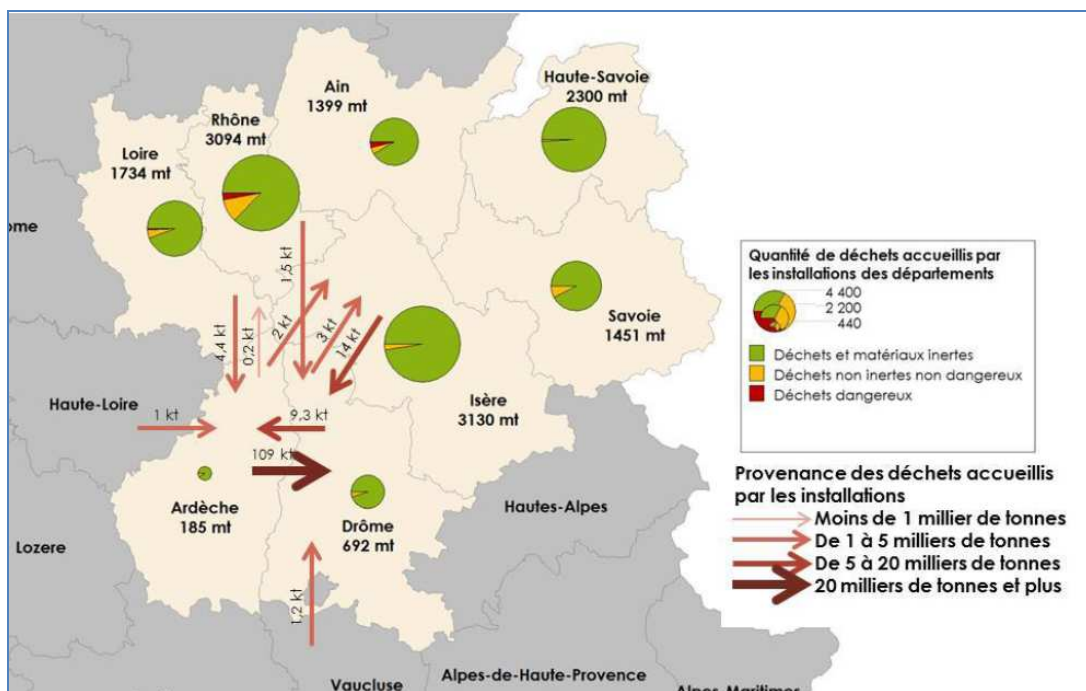 Haute-Savoie
2300 mt
Ain
1399 mt
Rhône
3094 mt
Loire
1734 mt
ome
1,5 kt
4,4 kt
0,2 kt
2 kt
3 kt
14 kt
Savoie
1451 mt
Isère
3130 mt
Haute-Loire
1 kt
9,3 kt
109 kt
Ardèche
185 mt
Drôme
692 mt
Hautes-Alpes
Lozere
1,2 kt
Vaucluse
Alpes-de-Haute-Provence
Alpes-Maritimes
Quantité de déchets accueillis par
les installations des départements
4 400
2 200
440
Déchets et matériaux inertes
Déchets non inertes non dangereux
Déchets dangereux
Provenance des déchets accueillis
par les installations
Moins de 1 millier de tonnes
De 1 à 5 milliers de tonnes
De 5 à 20 milliers de tonnes
20 milliers de tonnes et plus